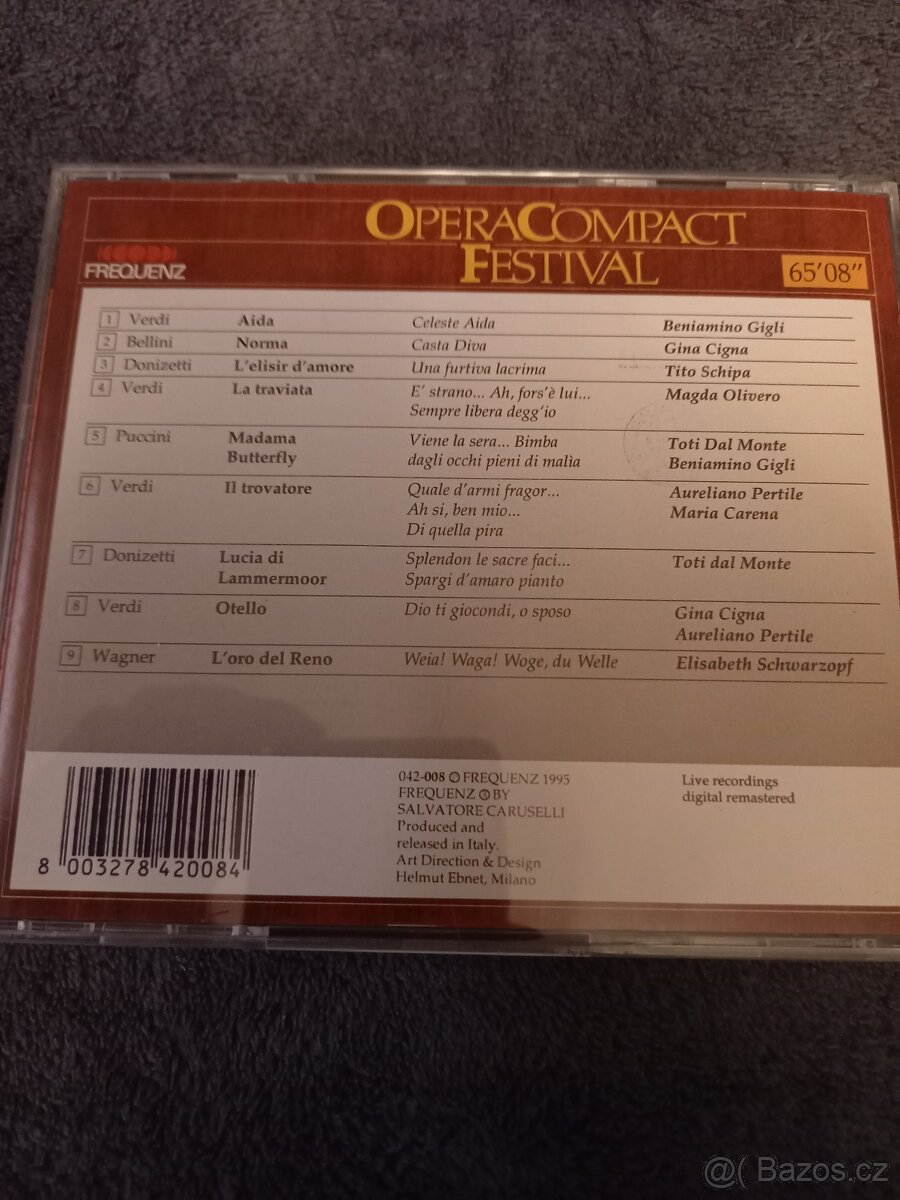 OPERACOMPACT
FESTIVAL
FREQUENZ
65'08"
1 Verdi Aida Celeste Aida Beniamino Gigli
2 Bellini Norma Casta Diva Gina Cigna
3 Donizetti L'elisir d'amore Una furtiva lacrima Tito Schipa
4 Verdi La traviata E' strano... Ah, fors'è lui... Magda Olivero
Sempre libera degg'io
5 Puccini Madama Viene la sera... Bimba Toti Dal Monte
Butterfly dagli occhi pieni di malìa Beniamino Gigli
6 Verdi Il trovatore Quale d'armi fragor... Aureliano Pertile
Ah si, ben mio... Maria Carena
Di quella pira
7 Donizetti Lucia di Splendon le sacre faci... Toti dal Monte
Lammermoor Spargi d'amaro pianto
8 Verdi Otello Dio ti giocondi, o sposo Gina Cigna
Aureliano Pertile
9 Wagner L'oro del Reno Weia! Waga! Woge, du Welle Elisabeth Schwarzopf
8 003278 420084
042-008 Ⓟ FREQUENZ 1995
FREQUENZ Ⓟ BY
SALVATORE CARUSELLI
Produced and
released in Italy.
Art Direction & Design
Helmut Ebnet, Milano
Live recordings
digital remastered
@( Bazos.cz